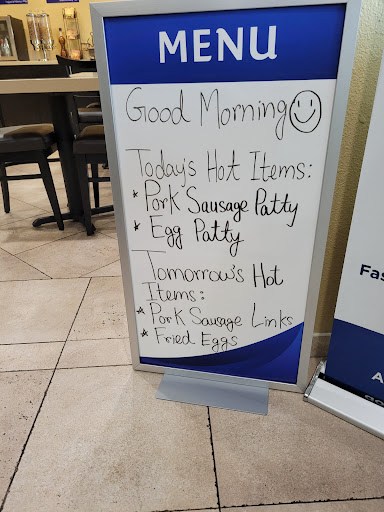 MENU
Good Morning
Today's Hot Items:
* Pork Sausage Patty
* Egg Patty
Tomorrow's Hot
Items:
* Pork Sausage Links
* Fried Eggs
Fas
A